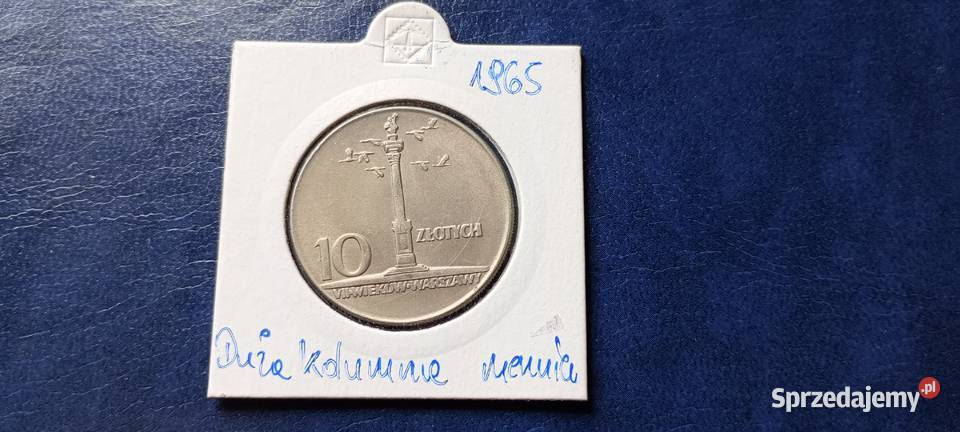 1965
10 ZŁOTYCH
VII·WIEKÓW·WARSZAWY
Duża kolumna mennica
Sprzedajemy.pl